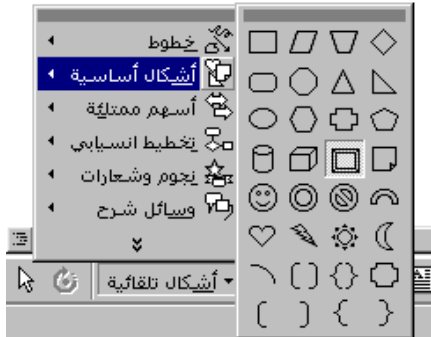 خطوط
أشكال أساسية
أسهم ممتلئة
تخطيط انسيابي
نجوم وشعارات
وسائل شرح
أشكال تلقائية